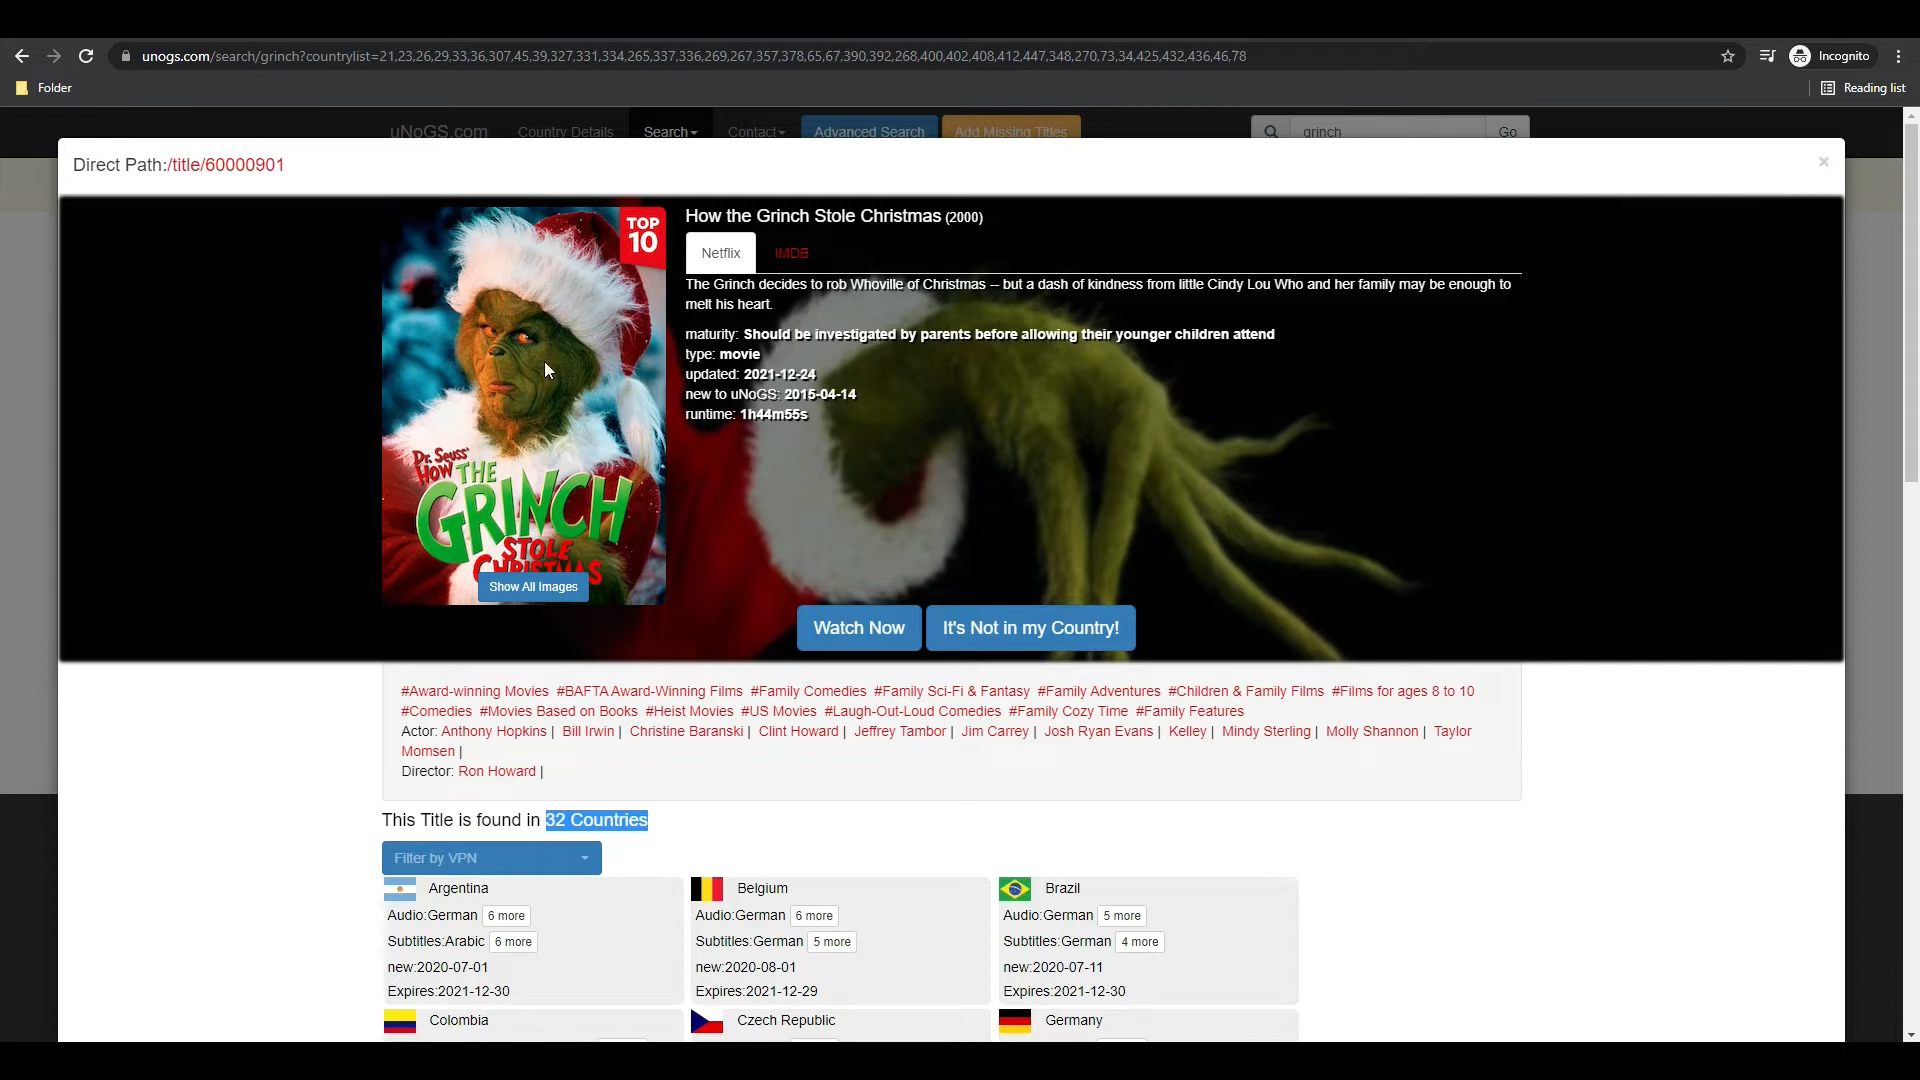 unogs.com/search/grinch?countrylist=21,23,26,29,33,36,307,45,39,327,331,334,265,337,336,269,267,357,378,65,67,390,392,268,400,402,408,412,447,348,270,73,34,425,432,436,46,78
Incognito
Folder
Reading list
uNoGS.com
Country Details
Search
Contact
Advanced Search
Add Missing Titles
grinch
Go
Direct Path:/title/60000901
×
TOP
10
Dr. Seuss'
HOW THE
GRINCH
STOLE
CHRISTMAS
Show All Images
How the Grinch Stole Christmas (2000)
Netflix
IMDB
The Grinch decides to rob Whoville of Christmas -- but a dash of kindness from little Cindy Lou Who and her family may be enough to
melt his heart.
maturity: Should be investigated by parents before allowing their younger children attend
type: movie
updated: 2021-12-24
new to uNoGS: 2015-04-14
runtime: 1h44m55s
Watch Now
It's Not in my Country!
#Award-winning Movies #BAFTA Award-Winning Films #Family Comedies #Family Sci-Fi & Fantasy #Family Adventures #Children & Family Films #Films for ages 8 to 10
#Comedies #Movies Based on Books #Heist Movies #US Movies #Laugh-Out-Loud Comedies #Family Cozy Time #Family Features
Actor: Anthony Hopkins | Bill Irwin | Christine Baranski | Clint Howard | Jeffrey Tambor | Jim Carrey | Josh Ryan Evans | Kelley | Mindy Sterling | Molly Shannon | Taylor
Momsen |
Director: Ron Howard |
This Title is found in 32 Countries
Filter by VPN
Argentina
Audio:German 6 more
Subtitles:Arabic 6 more
new:2020-07-01
Expires:2021-12-30
Belgium
Audio:German 6 more
Subtitles:German 5 more
new:2020-08-01
Expires:2021-12-29
Brazil
Audio:German 5 more
Subtitles:German 4 more
new:2020-07-11
Expires:2021-12-30
Colombia
Czech Republic
Germany